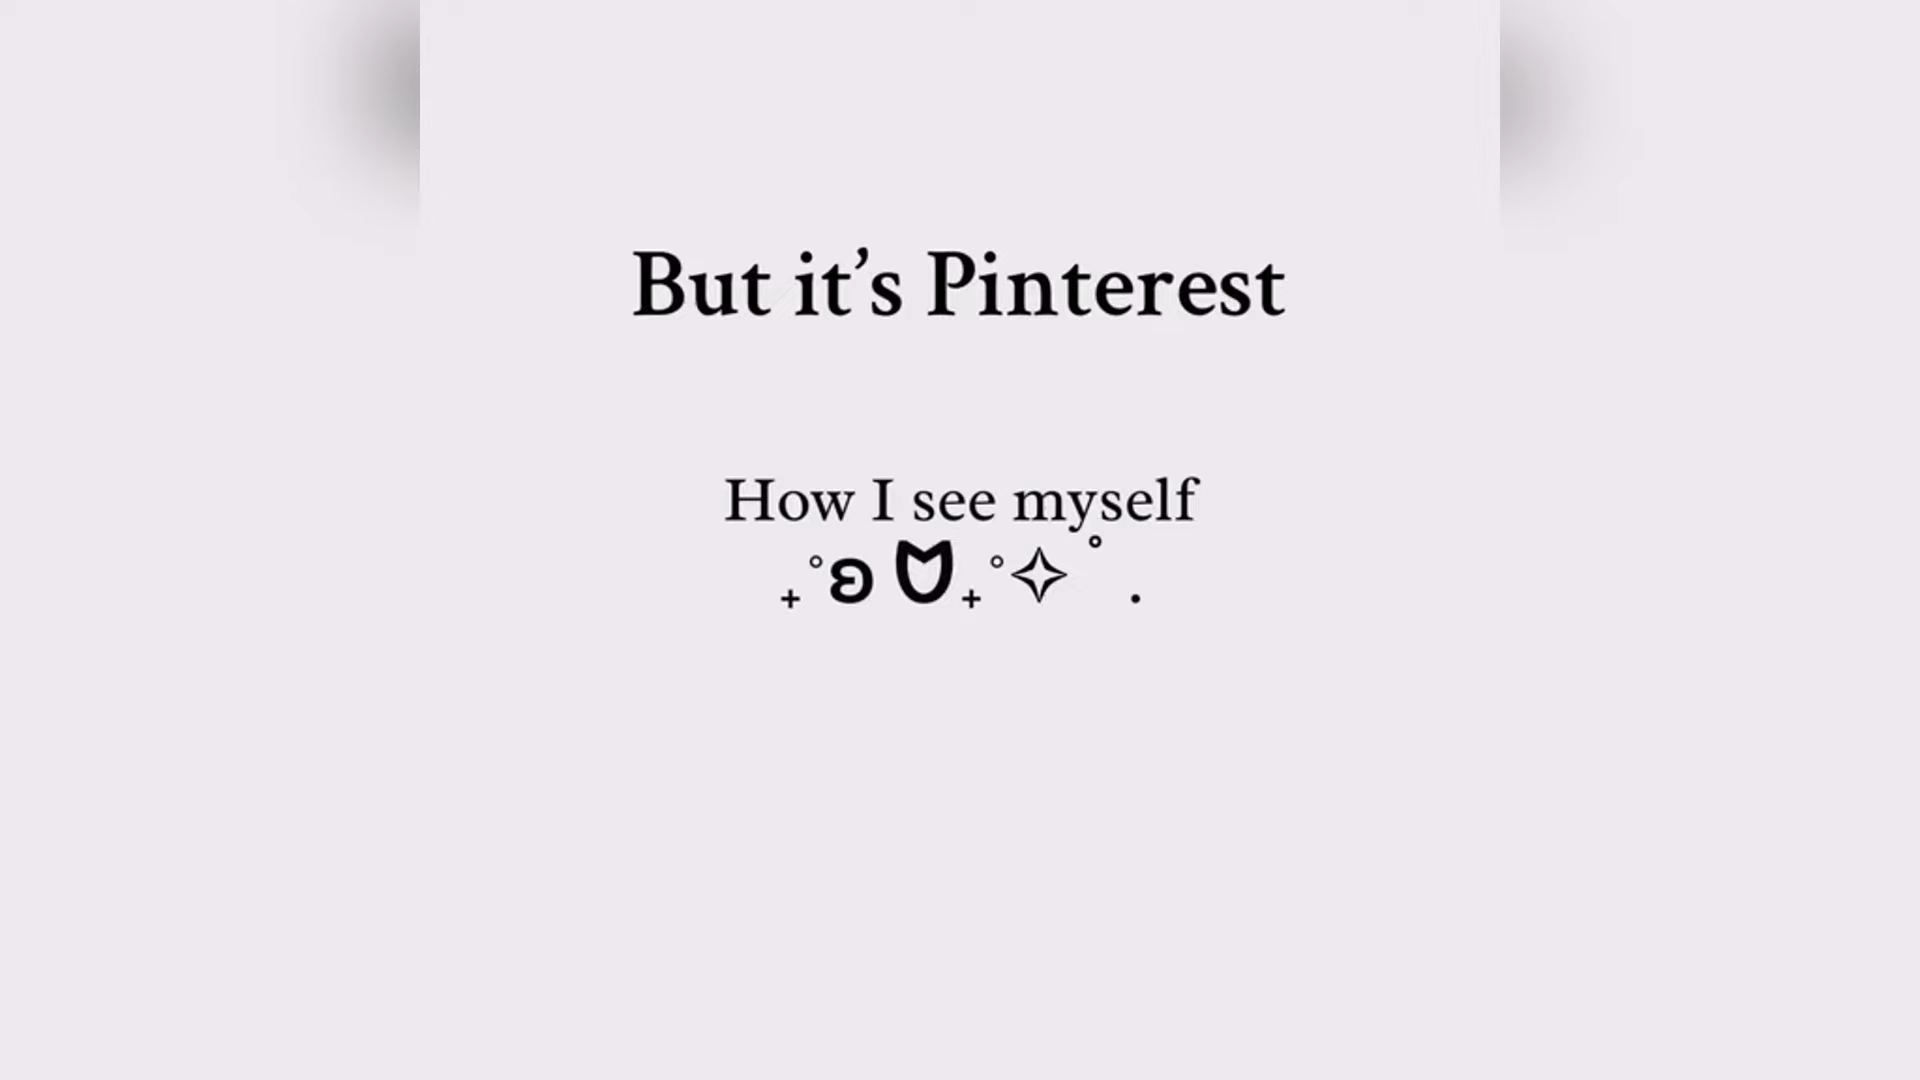 But it’s Pinterest
How I see myself
₊˚ʚ ᗢ₊˚✧ ﾟ.